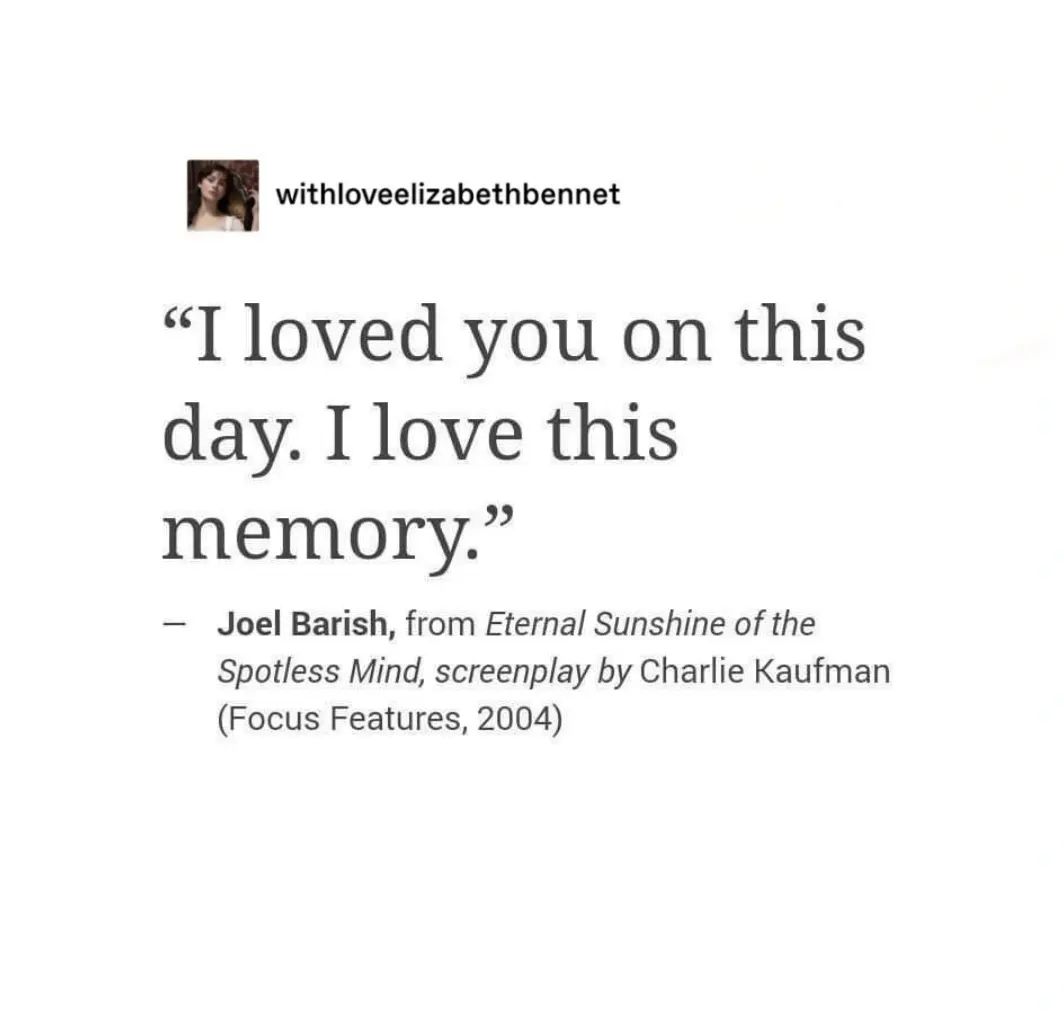 withloveelizabethbennet
“I loved you on this
day. I love this
memory.”
— Joel Barish, from Eternal Sunshine of the
Spotless Mind, screenplay by Charlie Kaufman
(Focus Features, 2004)